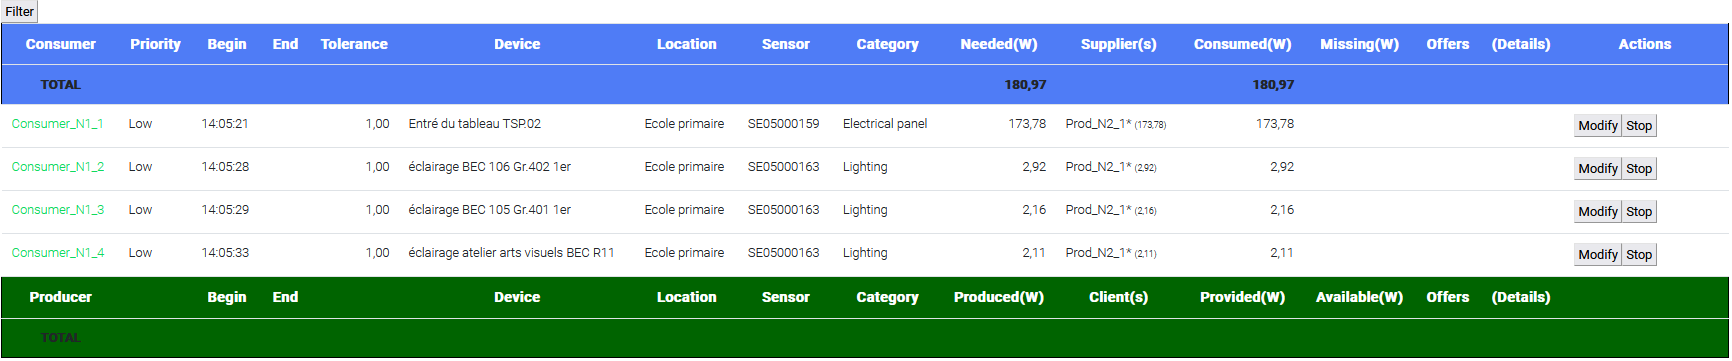 Filter
Consumer Priority Begin End Tolerance Device Location Sensor Category Needed(W) Supplier(s) Consumed(W) Missing(W) Offers (Details) Actions
TOTAL 180,97 180,97
Consumer_N1_1 Low 14:05:21 1,00 Entré du tableau TSP.02 Ecole primaire SE05000159 Electrical panel 173,78 Prod_N2_1* (173,78) 173,78 Modify Stop
Consumer_N1_2 Low 14:05:28 1,00 éclairage BEC 106 Gr.402 1er Ecole primaire SE05000163 Lighting 2,92 Prod_N2_1* (2,92) 2,92 Modify Stop
Consumer_N1_3 Low 14:05:29 1,00 éclairage BEC 105 Gr.401 1er Ecole primaire SE05000163 Lighting 2,16 Prod_N2_1* (2,16) 2,16 Modify Stop
Consumer_N1_4 Low 14:05:33 1,00 éclairage atelier arts visuels BEC R11 Ecole primaire SE05000163 Lighting 2,11 Prod_N2_1* (2,11) 2,11 Modify Stop
Producer Begin End Device Location Sensor Category Produced(W) Client(s) Provided(W) Available(W) Offers (Details)
TOTAL